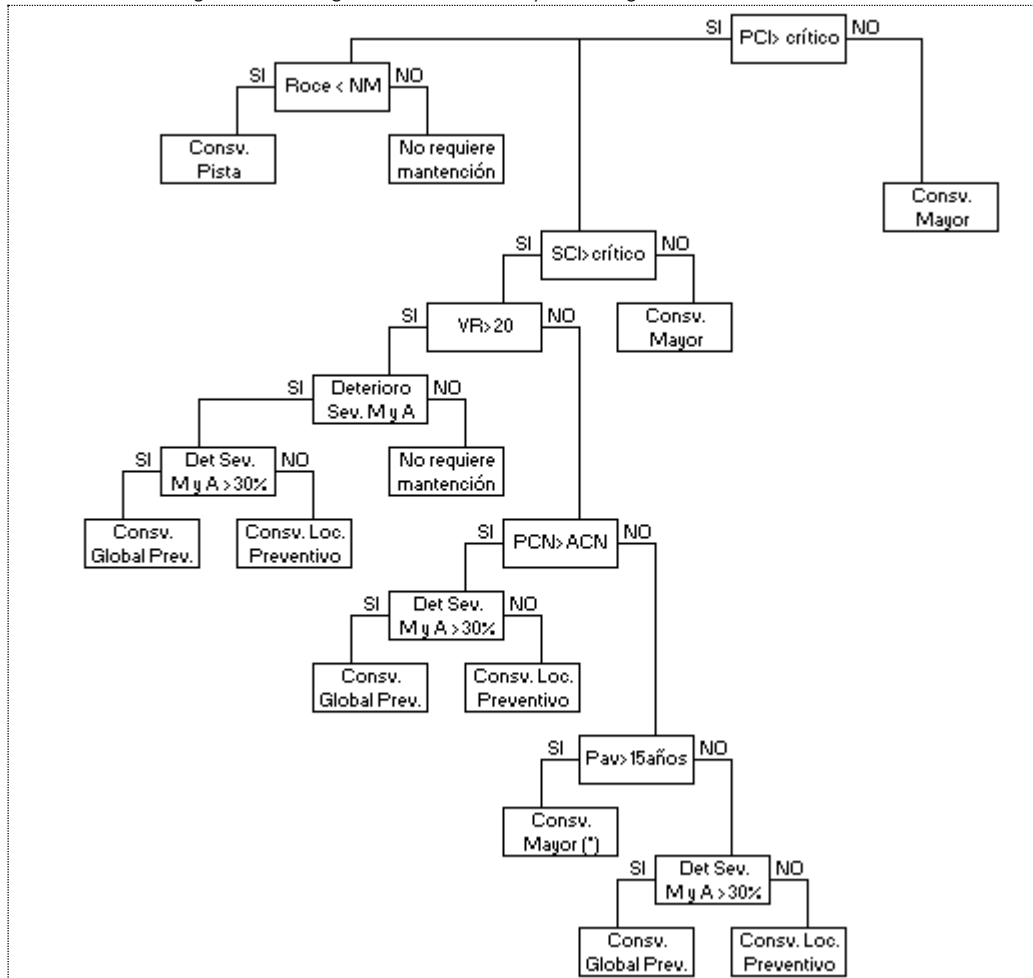 SI
PCI> crítico
NO
SI
Roce < NM
NO
Consv.
Pista
No requiere
mantención
Consv.
Mayor
SI
SCI>crítico
NO
SI
VR>20
NO
Consv.
Mayor
SI
Deterioro
Sev. M y A
NO
SI
Det Sev.
M y A >30%
NO
No requiere
mantención
Consv.
Global Prev.
Consv. Loc.
Preventivo
SI
PCN>ACN
NO
SI
Det Sev.
M y A >30%
NO
Consv.
Global Prev.
Consv. Loc.
Preventivo
SI
Pav>15años
NO
Consv.
Mayor (*)
SI
Det Sev.
M y A >30%
NO
Consv.
Global Prev.
Consv. Loc.
Preventivo